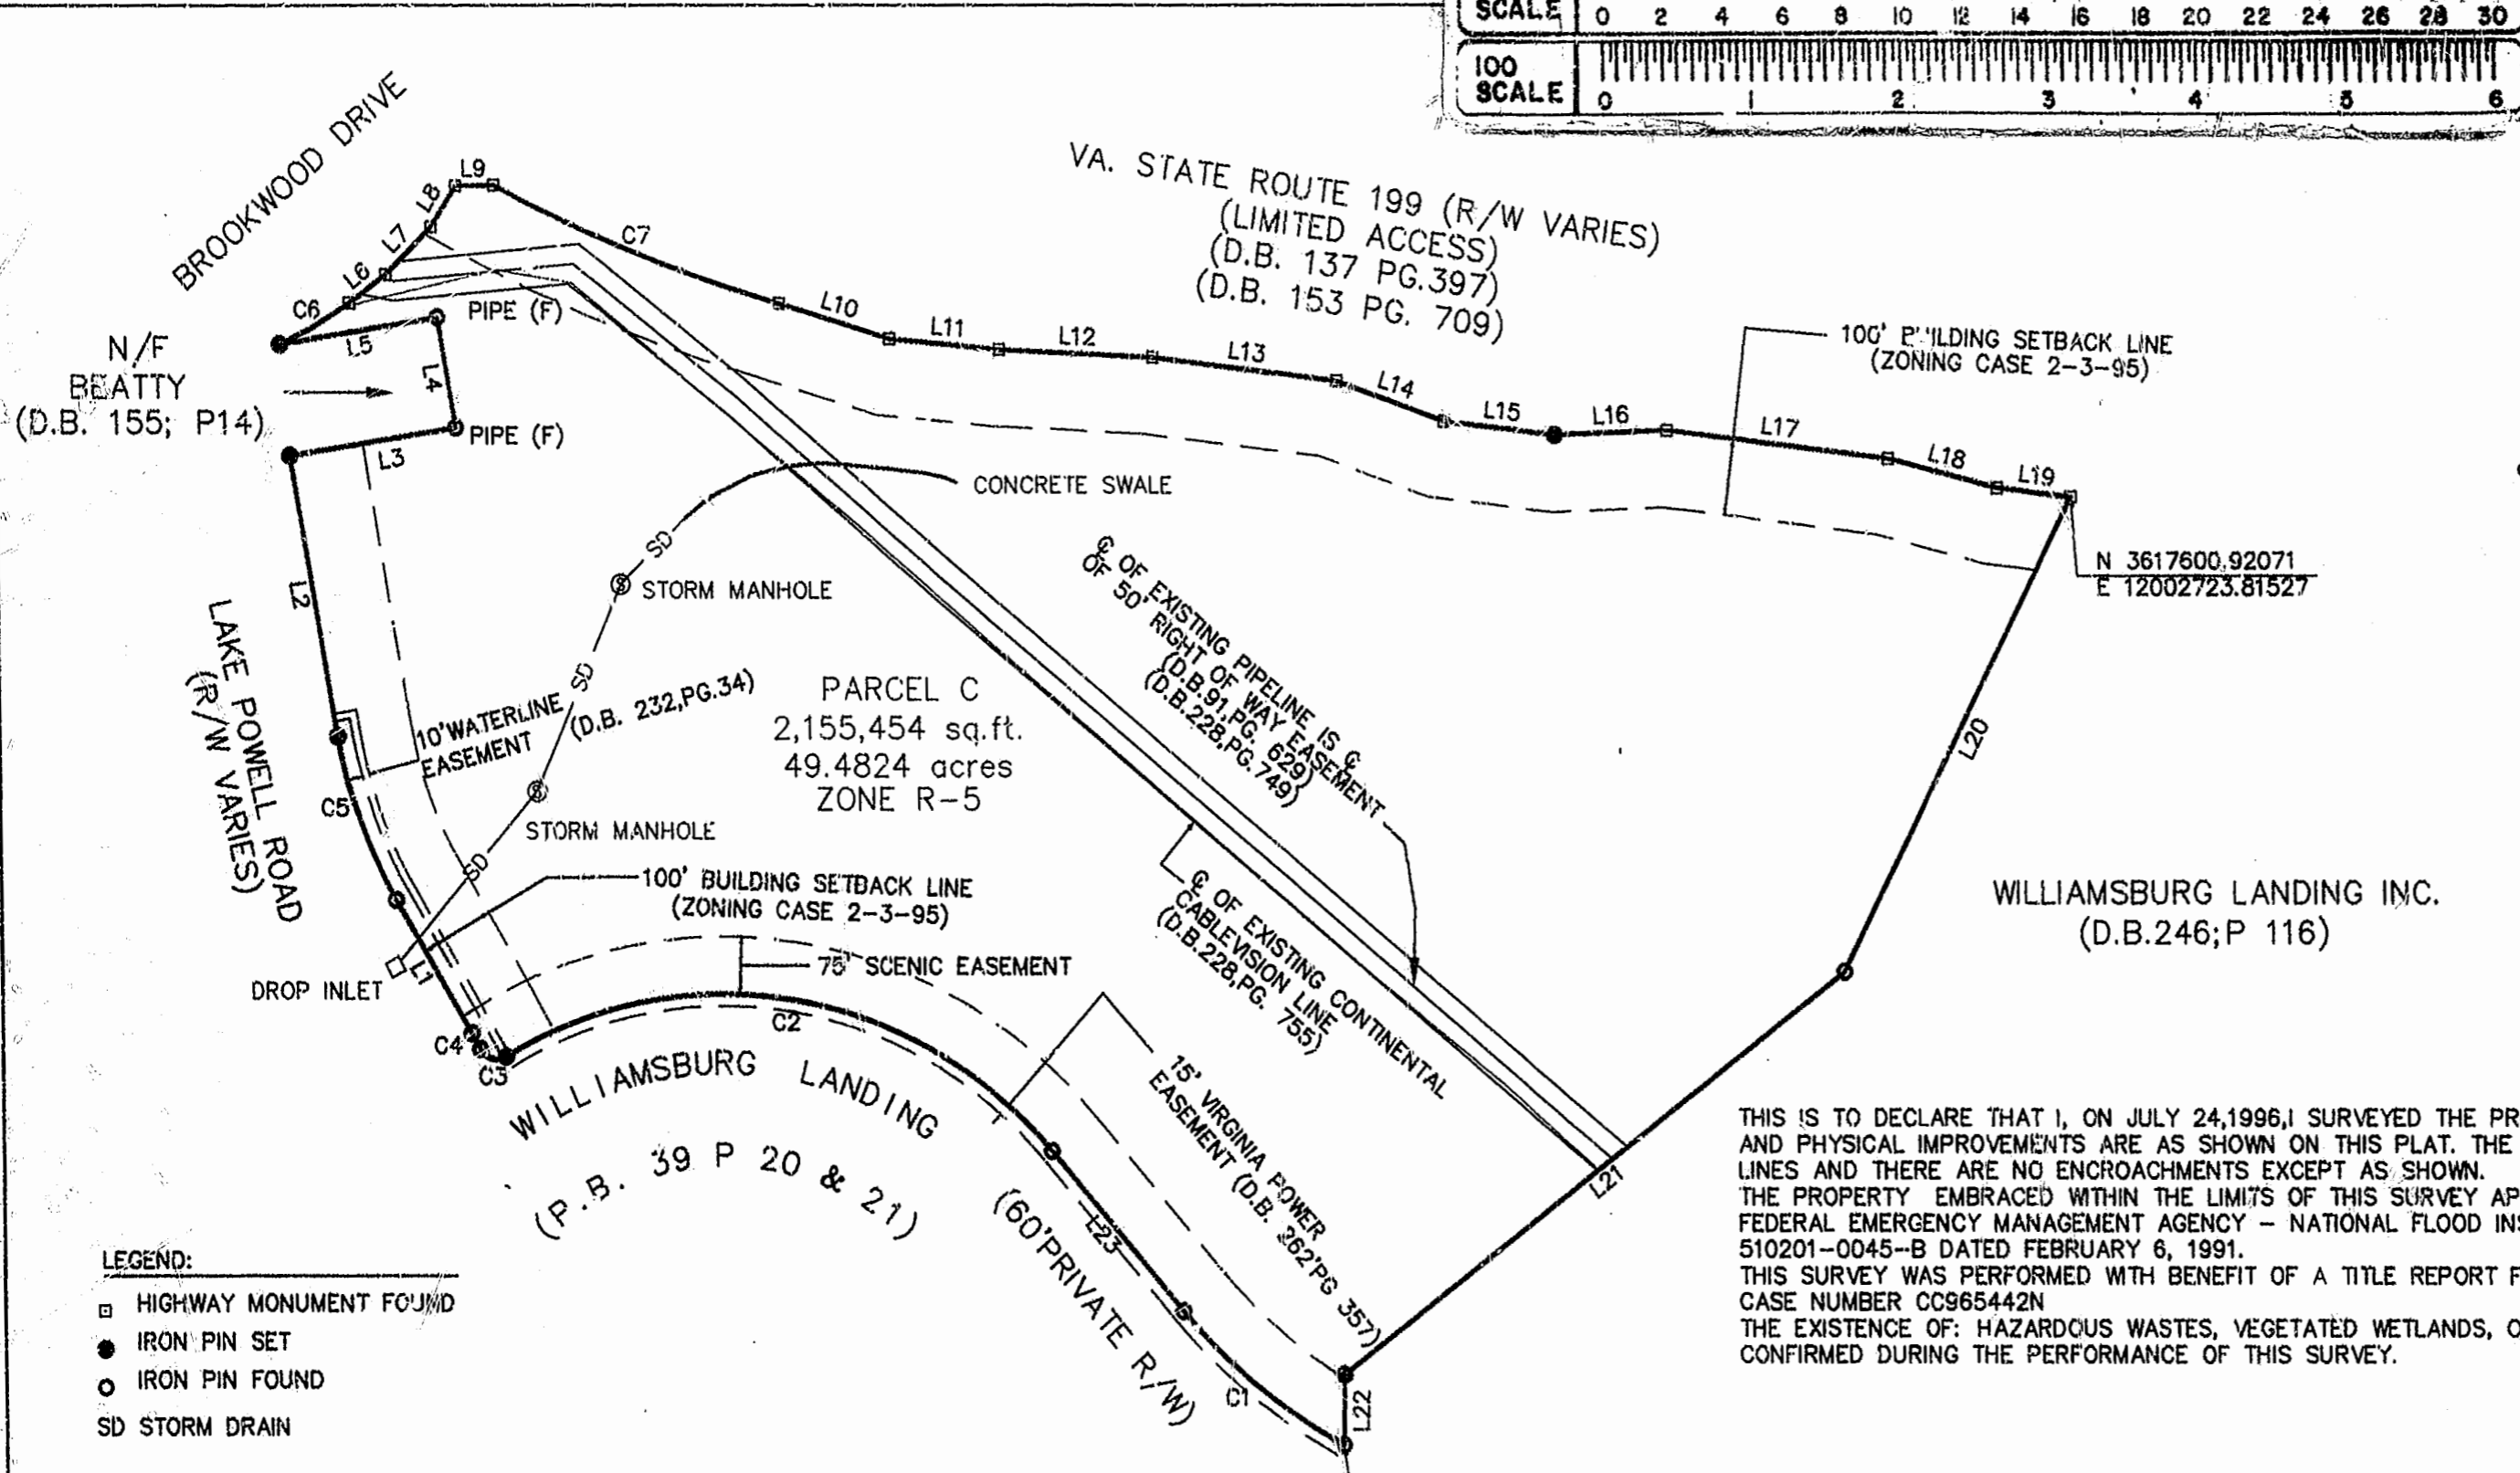 SCALE 0 2 4 6 8 10 12 14 16 18 20 22 24 26 28 30
100
SCALE 0 1 2 3 4 5 6
BROOKWOOD DRIVE
VA. STATE ROUTE 199 (R/W VARIES)
(LIMITED ACCESS)
(D.B. 137 PG.397)
(D.B. 153 PG. 709)
L9
L8
L7
L6
C6
C7
L10
L11
L12
L13
L14
L15
L16
L17
L18
L19
PIPE (F)
L5
L4
N/F
BEATTY
(D.B. 155; P14)
PIPE (F)
L3
100' BUILDING SETBACK LINE
(ZONING CASE 2-3-95)
CONCRETE SWALE
SD
STORM MANHOLE
N 3617600.92071
E 12002723.81527
L2
LAKE POWELL ROAD
(R/W VARIES)
SD
10'WATERLINE
EASEMENT
(D.B. 232,PG.34)
PARCEL C
2,155,454 sq.ft.
49.4824 acres
ZONE R-5
℄ OF EXISTING PIPELINE IS ℄
OF 50' RIGHT OF WAY EASEMENT
(D.B.91,PG. 629)
(D.B.228,PG.749)
L20
C5
STORM MANHOLE
SD
100' BUILDING SETBACK LINE
(ZONING CASE 2-3-95)
℄ OF EXISTING CONTINENTAL
CABLEVISION LINE
(D.B.228,PG. 755)
WILLIAMSBURG LANDING INC.
(D.B.246;P 116)
75' SCENIC EASEMENT
L1
DROP INLET
C4
C3
C2
WILLIAMSBURG LANDING
(P.B. 39 P 20 & 21)
(60'PRIVATE R/W)
15' VIRGINIA POWER
EASEMENT (D.B. 362'PG 357)
L21
L23
C1
L22
LEGEND:
HIGHWAY MONUMENT FOUND
IRON PIN SET
IRON PIN FOUND
SD STORM DRAIN
THIS IS TO DECLARE THAT I, ON JULY 24,1996,I SURVEYED THE PR
AND PHYSICAL IMPROVEMENTS ARE AS SHOWN ON THIS PLAT. THE
LINES AND THERE ARE NO ENCROACHMENTS EXCEPT AS SHOWN.
THE PROPERTY EMBRACED WITHIN THE LIMITS OF THIS SURVEY AP
FEDERAL EMERGENCY MANAGEMENT AGENCY - NATIONAL FLOOD INS
510201-0045-B DATED FEBRUARY 6, 1991.
THIS SURVEY WAS PERFORMED WITH BENEFIT OF A TITLE REPORT F
CASE NUMBER CC965442N
THE EXISTENCE OF: HAZARDOUS WASTES, VEGETATED WETLANDS, O
CONFIRMED DURING THE PERFORMANCE OF THIS SURVEY.